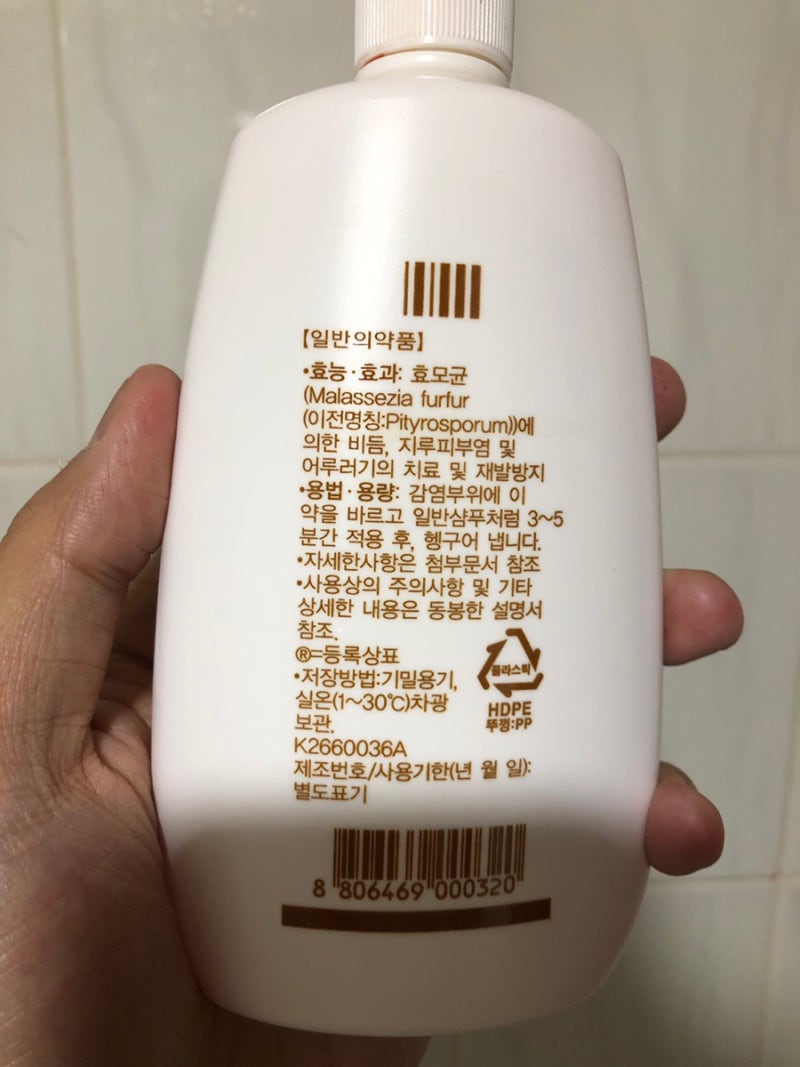 【일반의약품】
•효능·효과: 효모균
(Malassezia furfur
(이전명칭:Pityrosporum))에
의한 비듬, 지루피부염 및
어루러기의 치료 및 재발방지
•용법·용량: 감염부위에 이
약을 바르고 일반샴푸처럼 3~5
분간 적용 후, 헹구어 냅니다.
•자세한사항은 첨부문서 참조
•사용상의 주의사항 및 기타
상세한 내용은 동봉한 설명서
참조.
®=등록상표
•저장방법:기밀용기,
실온(1~30℃)차광
보관.
플라스틱
HDPE
뚜껑:PP
K2660036A
제조번호/사용기한(년 월 일):
별도표기
8 806469 000320